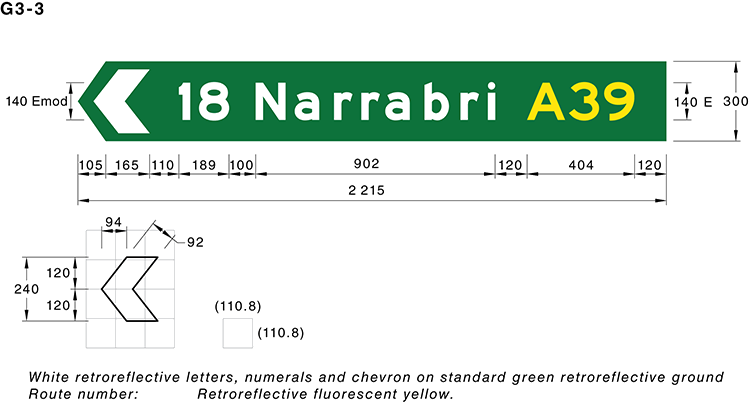 G3-3
18 Narrabri A39
140 Emod
140 E
300
105 165 110 189 100 902 120 404 120
2 215
94
92
120
240
120
(110.8)
(110.8)
White retroreflective letters, numerals and chevron on standard green retroreflective ground
Route number: Retroreflective fluorescent yellow.